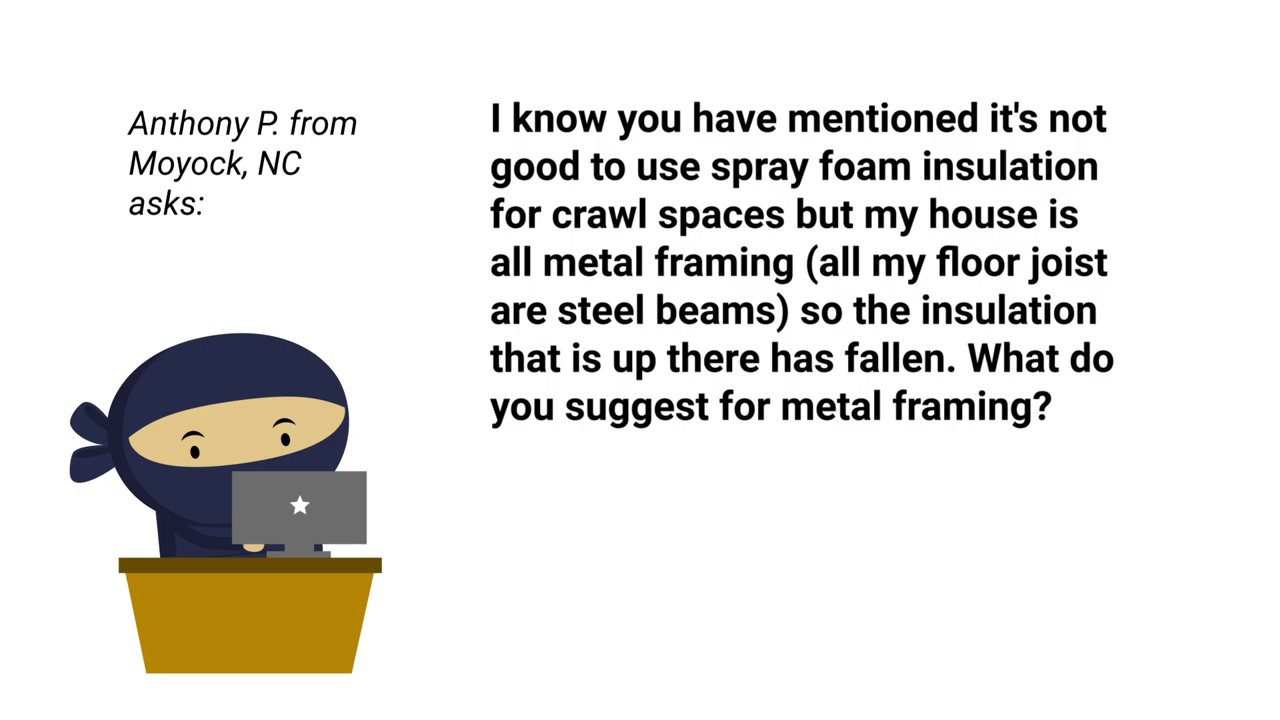 Anthony P. from
Moyock, NC
asks:
I know you have mentioned it's not
good to use spray foam insulation
for crawl spaces but my house is
all metal framing (all my floor joist
are steel beams) so the insulation
that is up there has fallen. What do
you suggest for metal framing?